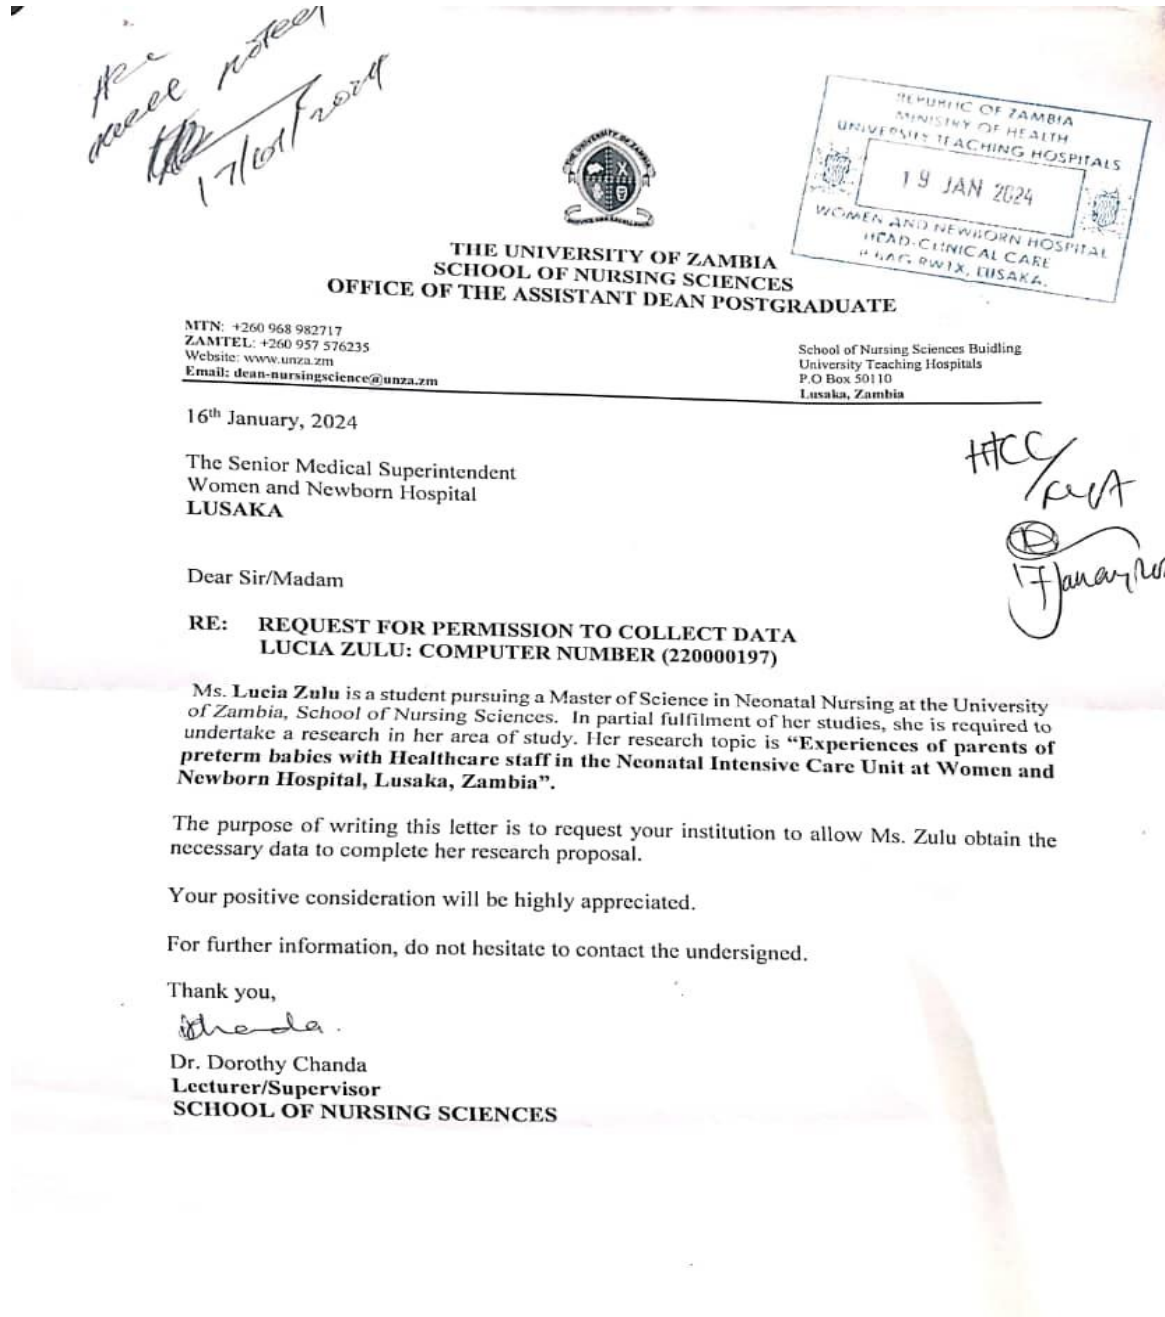 noted
17/01/2024
REPUBLIC OF ZAMBIA
MINISTRY OF HEALTH
UNIVERSITY TEACHING HOSPITALS
19 JAN 2024
WOMEN AND NEWBORN HOSPITAL
HEAD-CLINICAL CARE
P BAG RW1X, LUSAKA.
THE UNIVERSITY OF ZAMBIA
SCHOOL OF NURSING SCIENCES
OFFICE OF THE ASSISTANT DEAN POSTGRADUATE
MTN: +260 968 982717
ZAMTEL: +260 957 576235
Website: www.unza.zm
Email: dean-nursingscience@unza.zm
School of Nursing Sciences Buidling
University Teaching Hospitals
P.O Box 50110
Lusaka, Zambia
16th January, 2024
The Senior Medical Superintendent
Women and Newborn Hospital
LUSAKA
HCC
17 January
Dear Sir/Madam
RE: REQUEST FOR PERMISSION TO COLLECT DATA
LUCIA ZULU: COMPUTER NUMBER (220000197)
Ms. Lucia Zulu is a student pursuing a Master of Science in Neonatal Nursing at the University
of Zambia, School of Nursing Sciences. In partial fulfilment of her studies, she is required to
undertake a research in her area of study. Her research topic is “Experiences of parents of
preterm babies with Healthcare staff in the Neonatal Intensive Care Unit at Women and
Newborn Hospital, Lusaka, Zambia”.
The purpose of writing this letter is to request your institution to allow Ms. Zulu obtain the
necessary data to complete her research proposal.
Your positive consideration will be highly appreciated.
For further information, do not hesitate to contact the undersigned.
Thank you,
Dr. Dorothy Chanda
Lecturer/Supervisor
SCHOOL OF NURSING SCIENCES